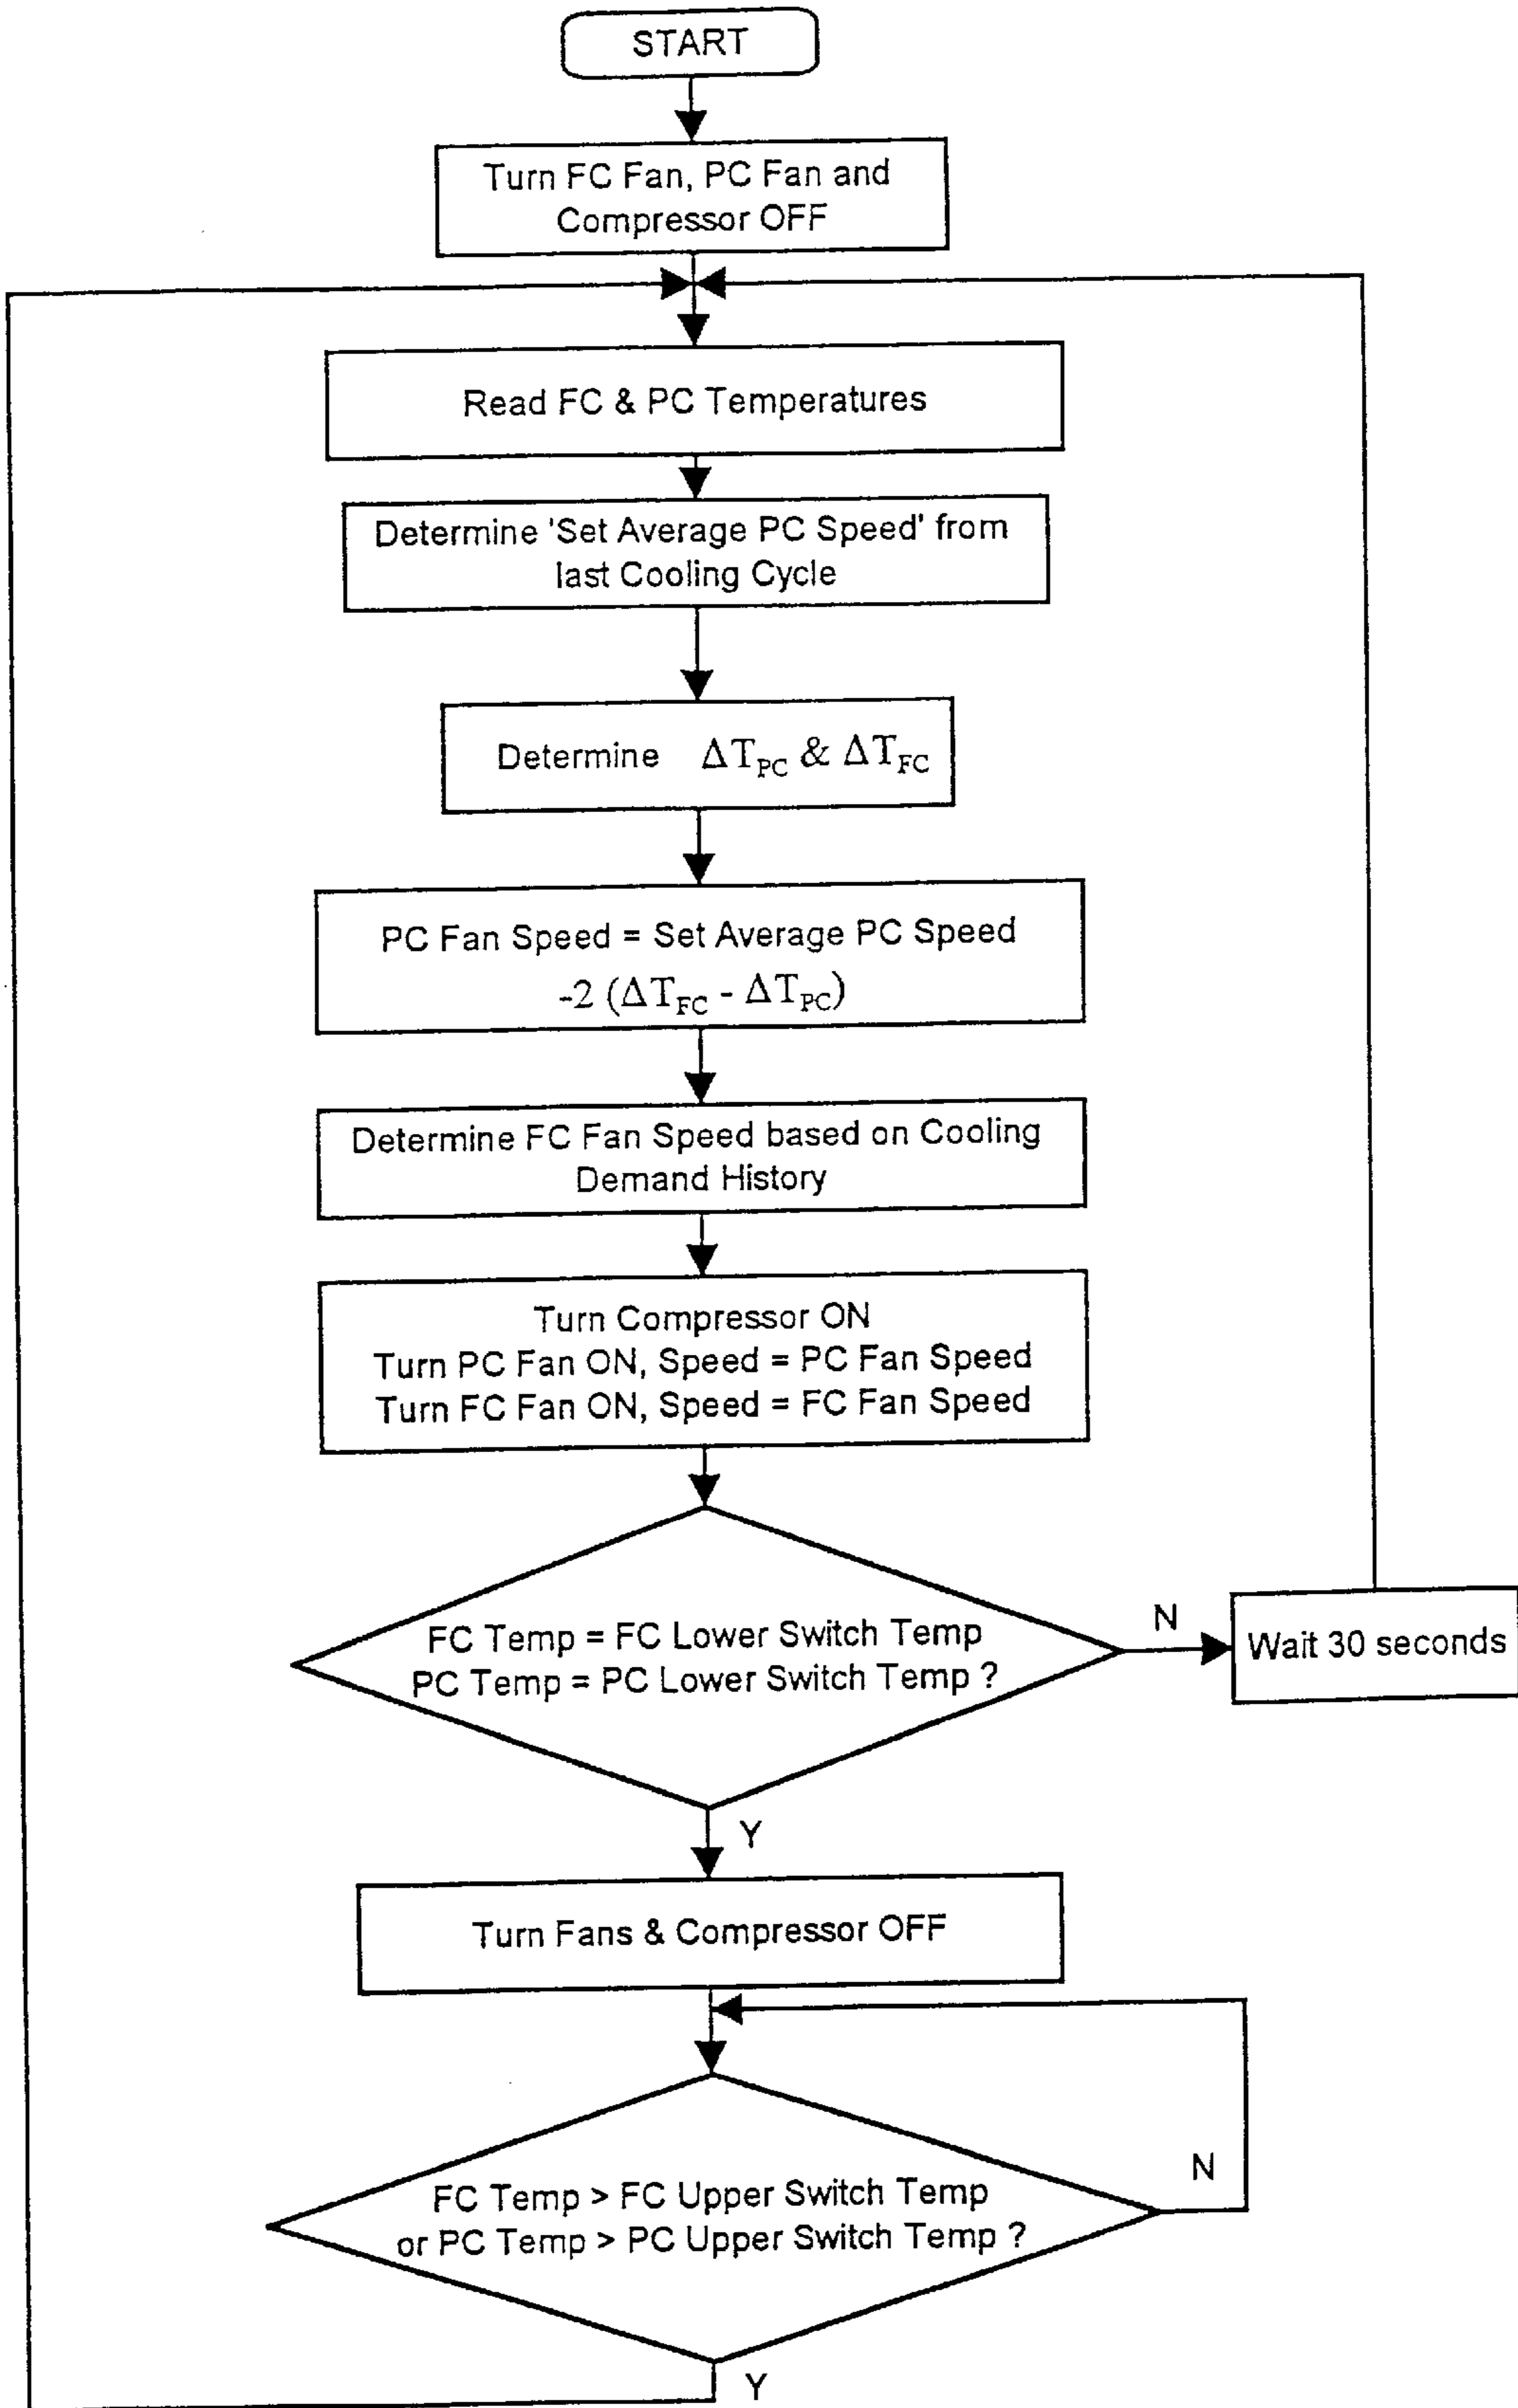 START
Turn FC Fan, PC Fan and
Compressor OFF
Read FC & PC Temperatures
Determine 'Set Average PC Speed' from
last Cooling Cycle
Determine ΔT_PC & ΔT_FC
PC Fan Speed = Set Average PC Speed
-2 (ΔT_FC - ΔT_PC)
Determine FC Fan Speed based on Cooling
Demand History
Turn Compressor ON
Turn PC Fan ON, Speed = PC Fan Speed
Turn FC Fan ON, Speed = FC Fan Speed
FC Temp = FC Lower Switch Temp
PC Temp = PC Lower Switch Temp ?
N
Wait 30 seconds
Y
Turn Fans & Compressor OFF
FC Temp > FC Upper Switch Temp
or PC Temp > PC Upper Switch Temp ?
N
Y